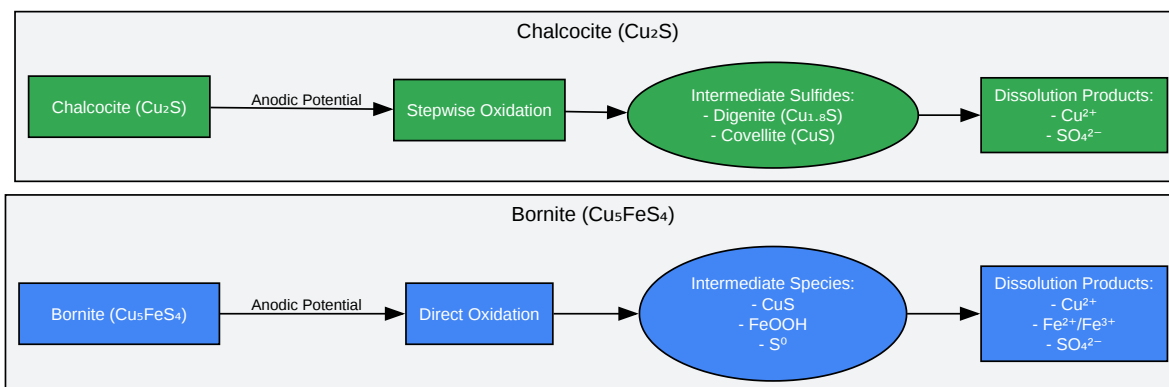 Chalcocite (Cu₂S)
Chalcocite (Cu₂S)
Anodic Potential
Stepwise Oxidation
Intermediate Sulfides:
- Digenite (Cu₁.₈S)
- Covellite (CuS)
Dissolution Products:
- Cu²⁺
- SO₄²⁻
Bornite (Cu₅FeS₄)
Bornite (Cu₅FeS₄)
Anodic Potential
Direct Oxidation
Intermediate Species:
- CuS
- FeOOH
- S⁰
Dissolution Products:
- Cu²⁺
- Fe²⁺/Fe³⁺
- SO₄²⁻